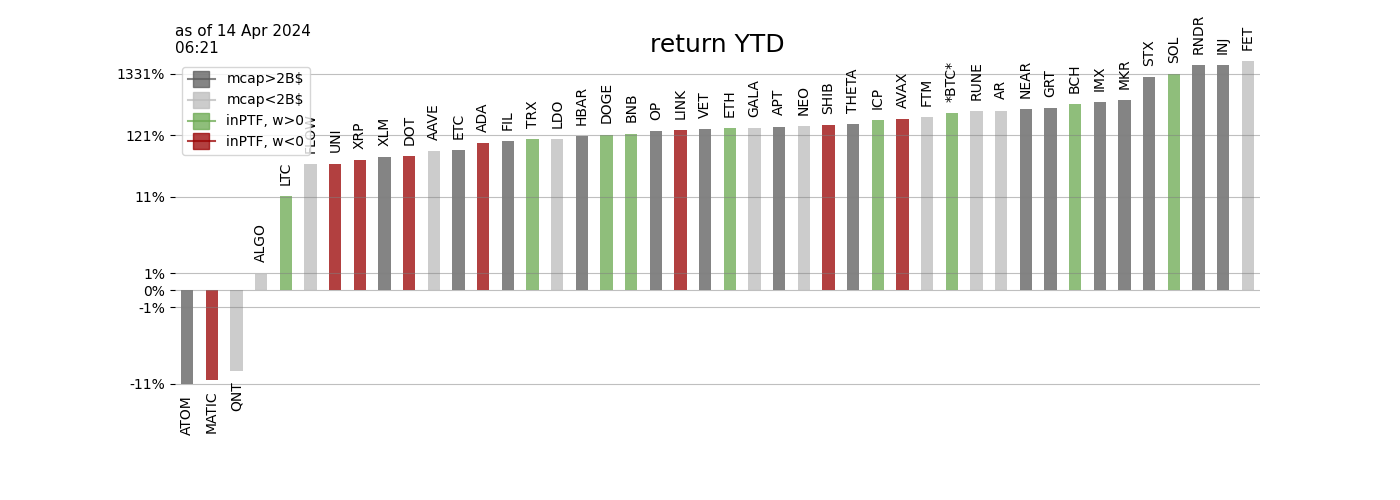 as of 14 Apr 2024
06:21
return YTD
1331%
121%
11%
1%
0%
-1%
-11%
mcap>2B$
mcap<2B$
inPTF, w>0
inPTF, w<0
ATOM
MATIC
QNT
ALGO
LTC
FLOW
UNI
XRP
XLM
DOT
AAVE
ETC
ADA
FIL
TRX
LDO
HBAR
DOGE
BNB
OP
LINK
VET
ETH
GALA
APT
NEO
SHIB
THETA
ICP
AVAX
FTM
*BTC*
RUNE
AR
NEAR
GRT
BCH
IMX
MKR
STX
SOL
RNDR
INJ
FET